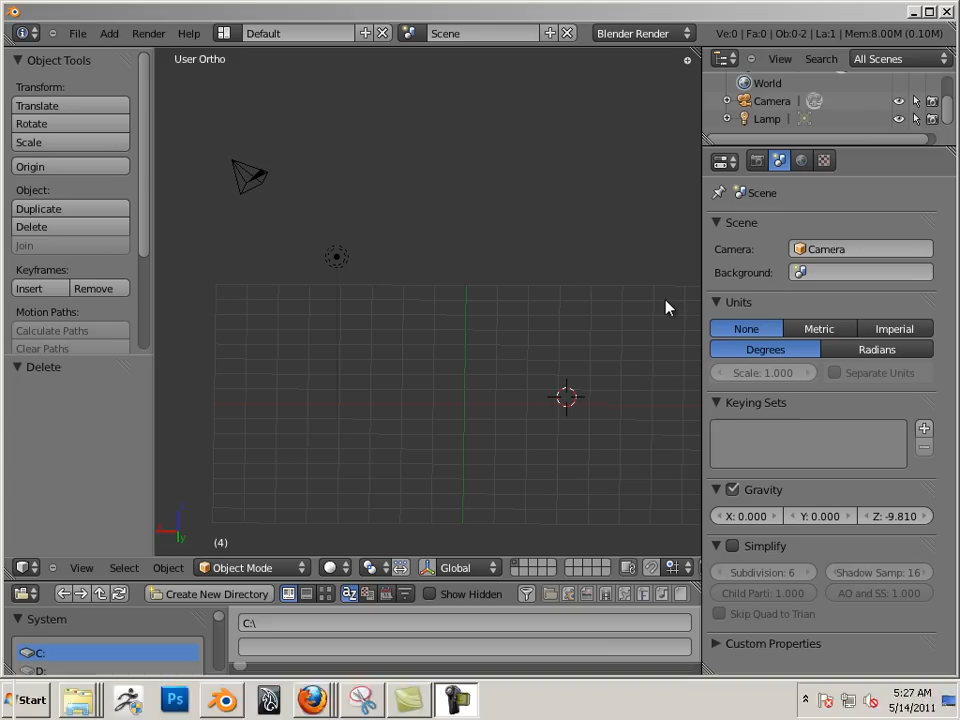 File Add Render Help Default Scene Blender Render Ve:0 | Fa:0 | Ob:0-2 | La:1 | Mem:8.00M (0.10M)
Object Tools
Transform:
Translate
Rotate
Scale
Origin
Object:
Duplicate
Delete
Join
Keyframes:
Insert Remove
Motion Paths:
Calculate Paths
Clear Paths
Delete
User Ortho
(4)
View Select Object Object Mode Global
Create New Directory Show Hidden
System
C:
D:
C:\
View Search All Scenes
World
Camera
Lamp
Scene
Scene
Camera: Camera
Background:
Units
None Metric Imperial
Degrees Radians
Scale: 1.000 Separate Units
Keying Sets
Gravity
X: 0.000 Y: 0.000 Z: -9.810
Simplify
Subdivision: 6 Shadow Samp: 16
Child Parti: 1.000 AO and SS: 1.000
Skip Quad to Trian
Custom Properties
Start Ps 5:27 AM
5/14/2011